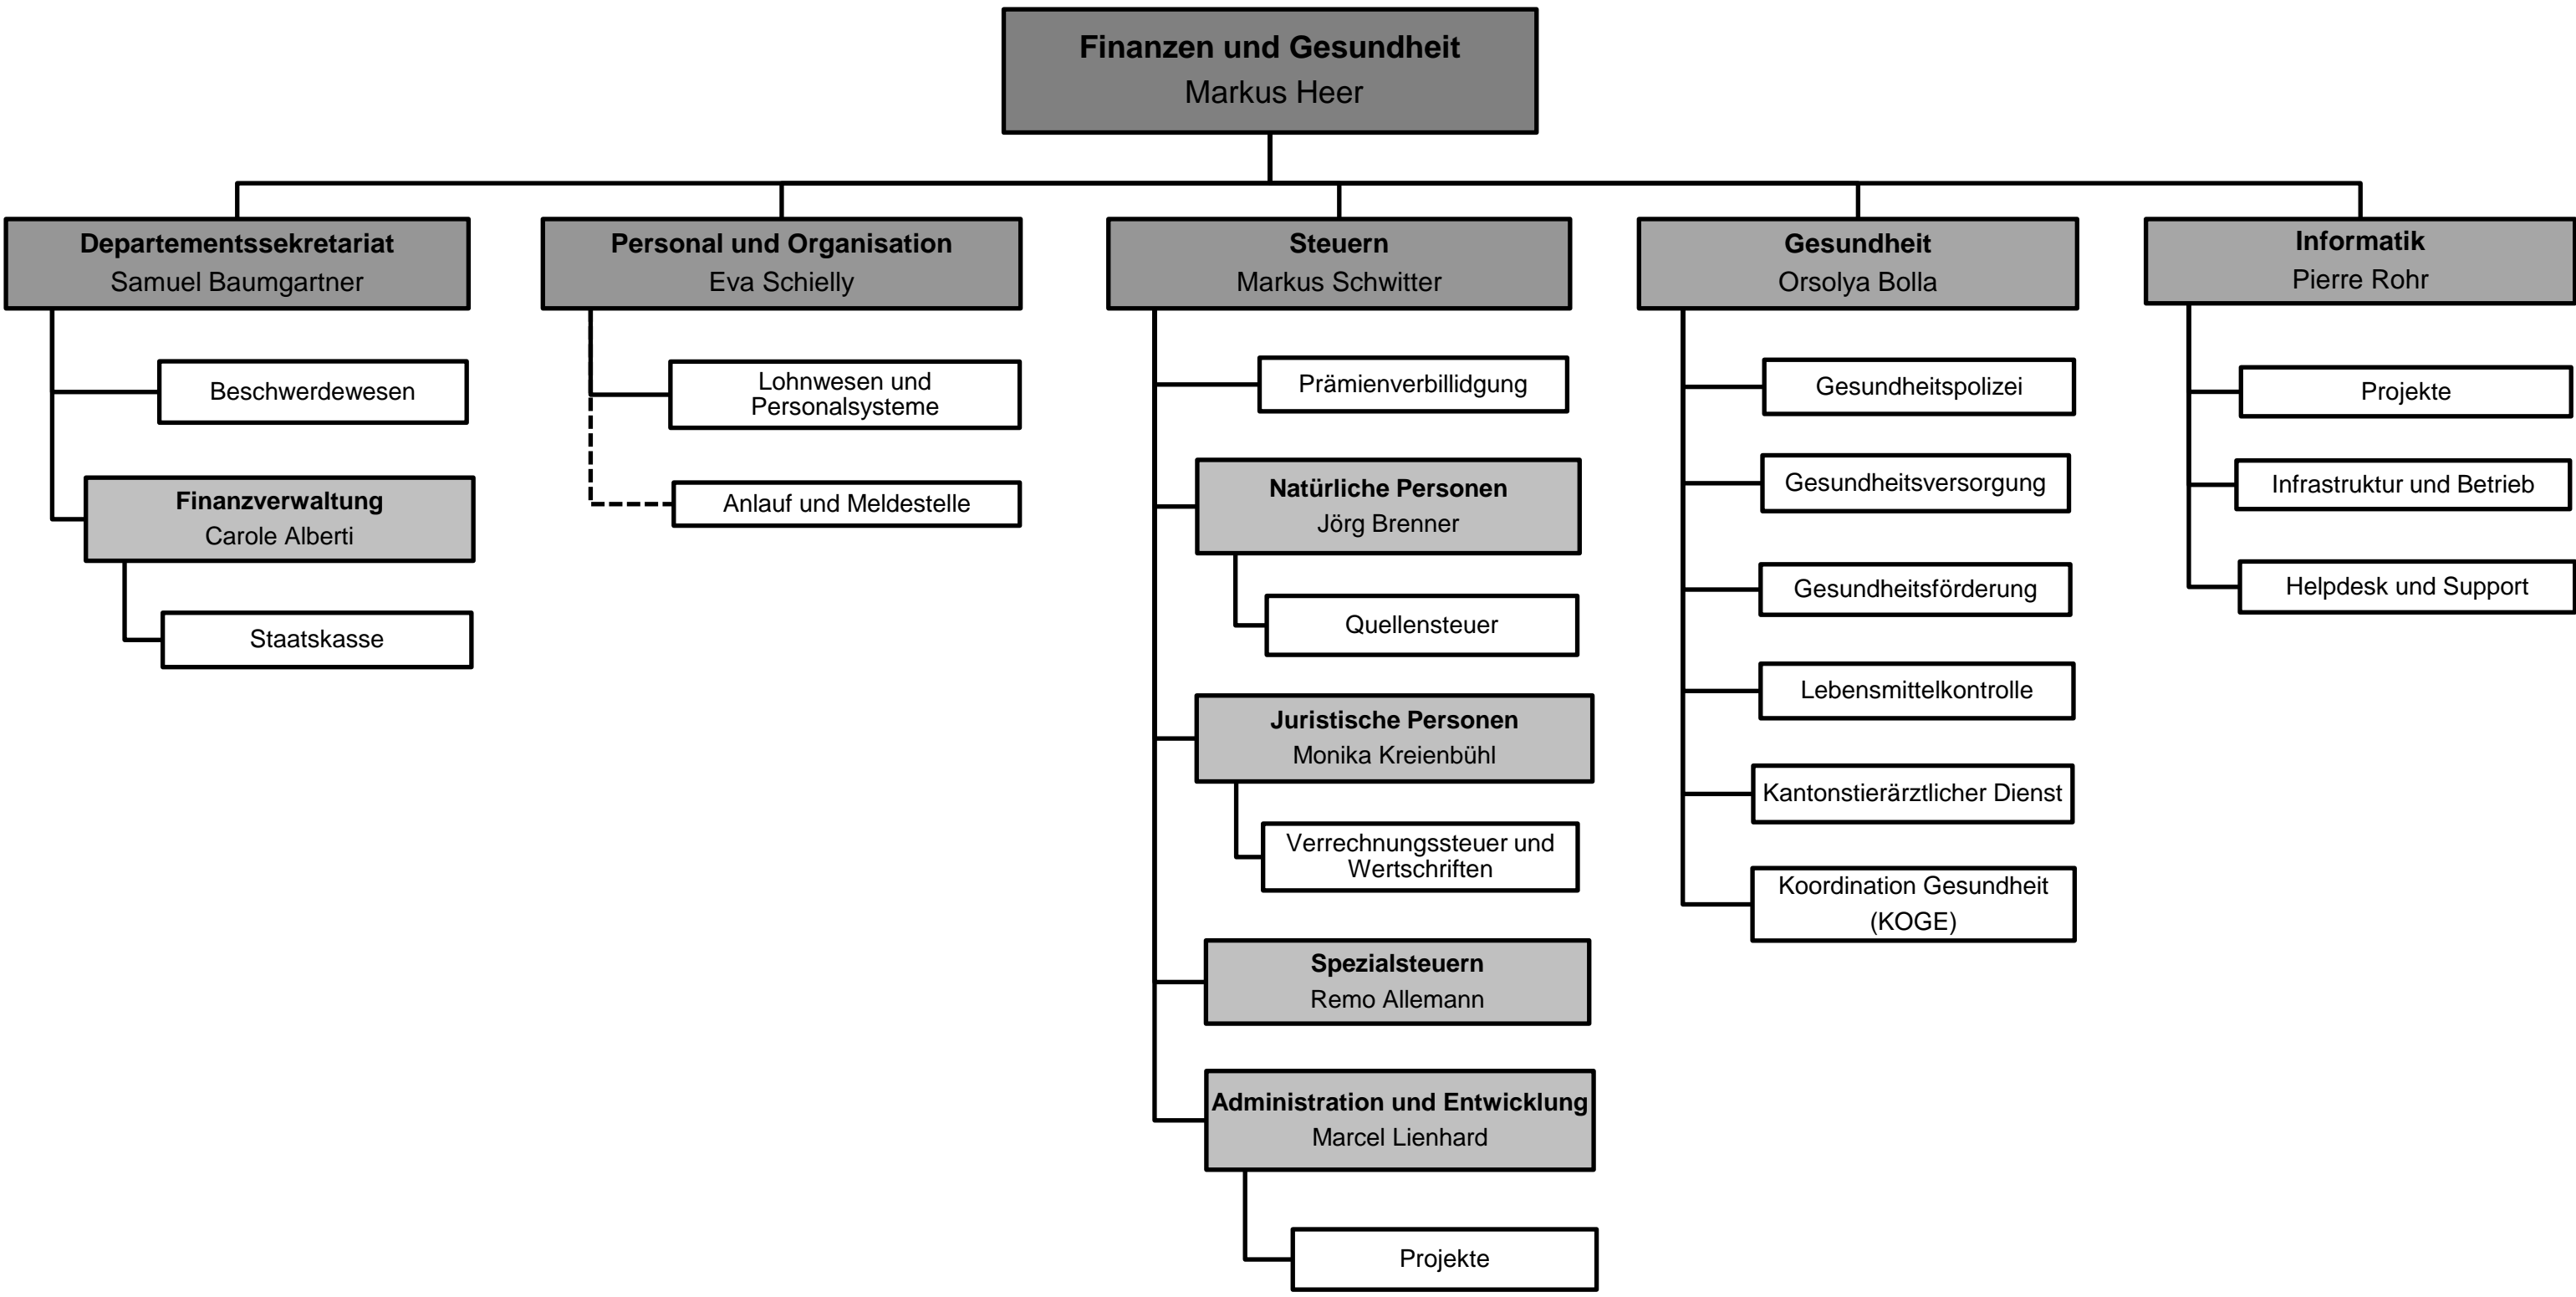 Finanzen und Gesundheit
Markus Heer
Departementssekretariat
Samuel Baumgartner
Beschwerdewesen
Finanzverwaltung
Carole Alberti
Staatskasse
Personal und Organisation
Eva Schielly
Lohnwesen und
Personalsysteme
Anlauf und Meldestelle
Steuern
Markus Schwitter
Prämienverbillidgung
Natürliche Personen
Jörg Brenner
Quellensteuer
Juristische Personen
Monika Kreienbühl
Verrechnungssteuer und
Wertschriften
Spezialsteuern
Remo Allemann
Administration und Entwicklung
Marcel Lienhard
Projekte
Gesundheit
Orsolya Bolla
Gesundheitspolizei
Gesundheitsversorgung
Gesundheitsförderung
Lebensmittelkontrolle
Kantonstierärztlicher Dienst
Koordination Gesundheit
(KOGE)
Informatik
Pierre Rohr
Projekte
Infrastruktur und Betrieb
Helpdesk und Support